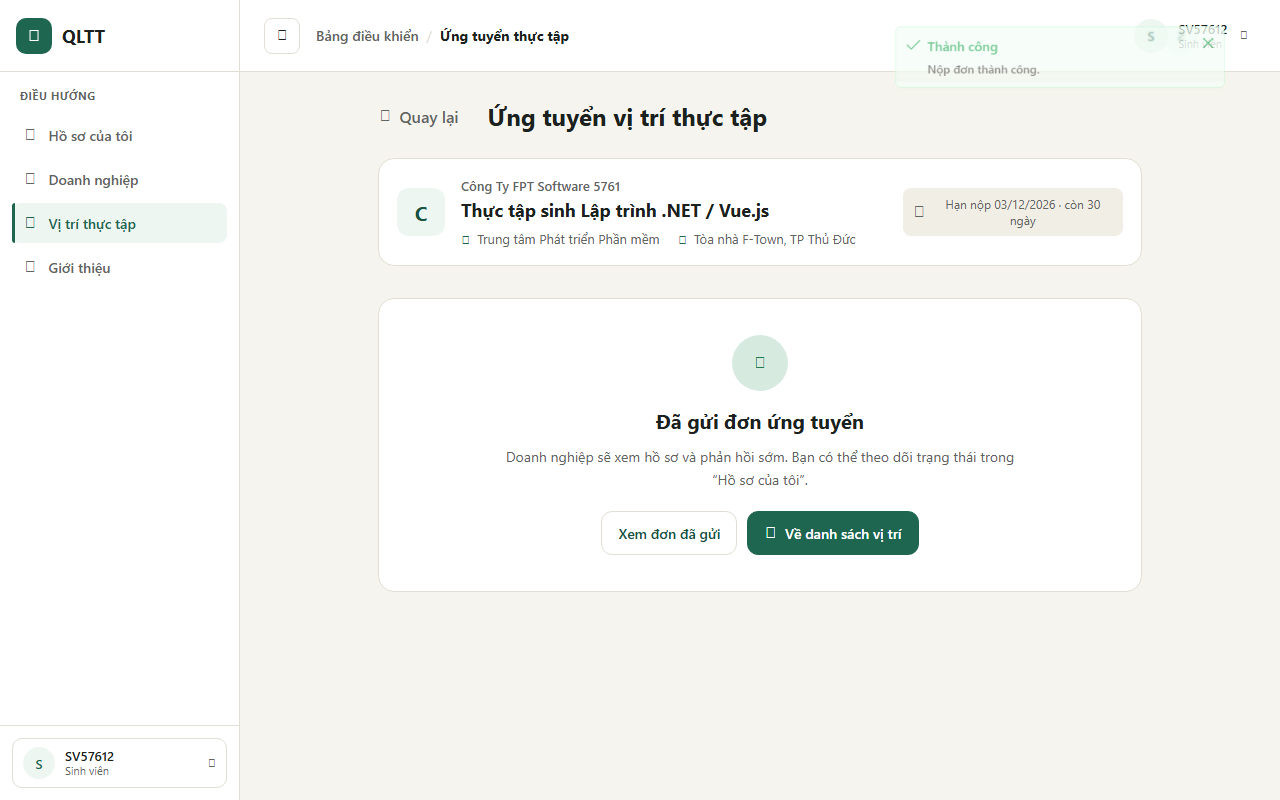 QLTT
Bảng điều khiển / Ứng tuyển thực tập
S
SV57612
Sinh viên
Thành công
Nộp đơn thành công.
ĐIỀU HƯỚNG
Hồ sơ của tôi
Doanh nghiệp
Vị trí thực tập
Giới thiệu
Quay lại
Ứng tuyển vị trí thực tập
C
Công Ty FPT Software 5761
Thực tập sinh Lập trình .NET / Vue.js
Trung tâm Phát triển Phần mềm
Tòa nhà F-Town, TP Thủ Đức
Hạn nộp 03/12/2026 · còn 30
ngày
Đã gửi đơn ứng tuyển
Doanh nghiệp sẽ xem hồ sơ và phản hồi sớm. Bạn có thể theo dõi trạng thái trong
“Hồ sơ của tôi”.
Xem đơn đã gửi
Về danh sách vị trí
S
SV57612
Sinh viên